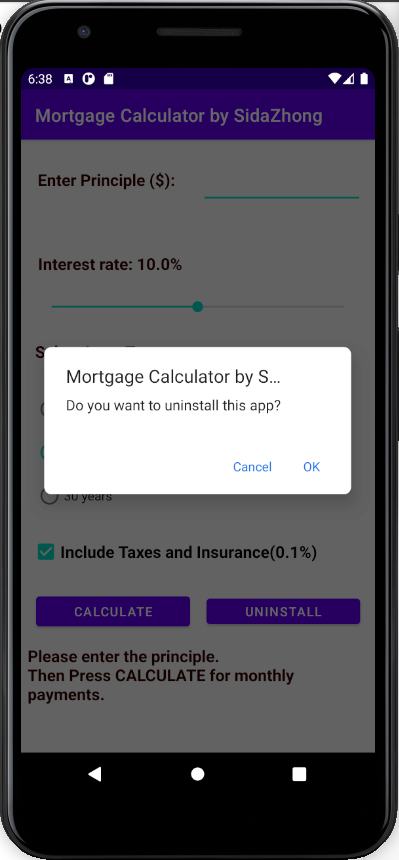 6:38
Mortgage Calculator by SidaZhong
Enter Principle ($):
Interest rate: 10.0%
Mortgage Calculator by S...
Do you want to uninstall this app?
Cancel OK
30 years
Include Taxes and Insurance(0.1%)
CALCULATE UNINSTALL
Please enter the principle.
Then Press CALCULATE for monthly
payments.